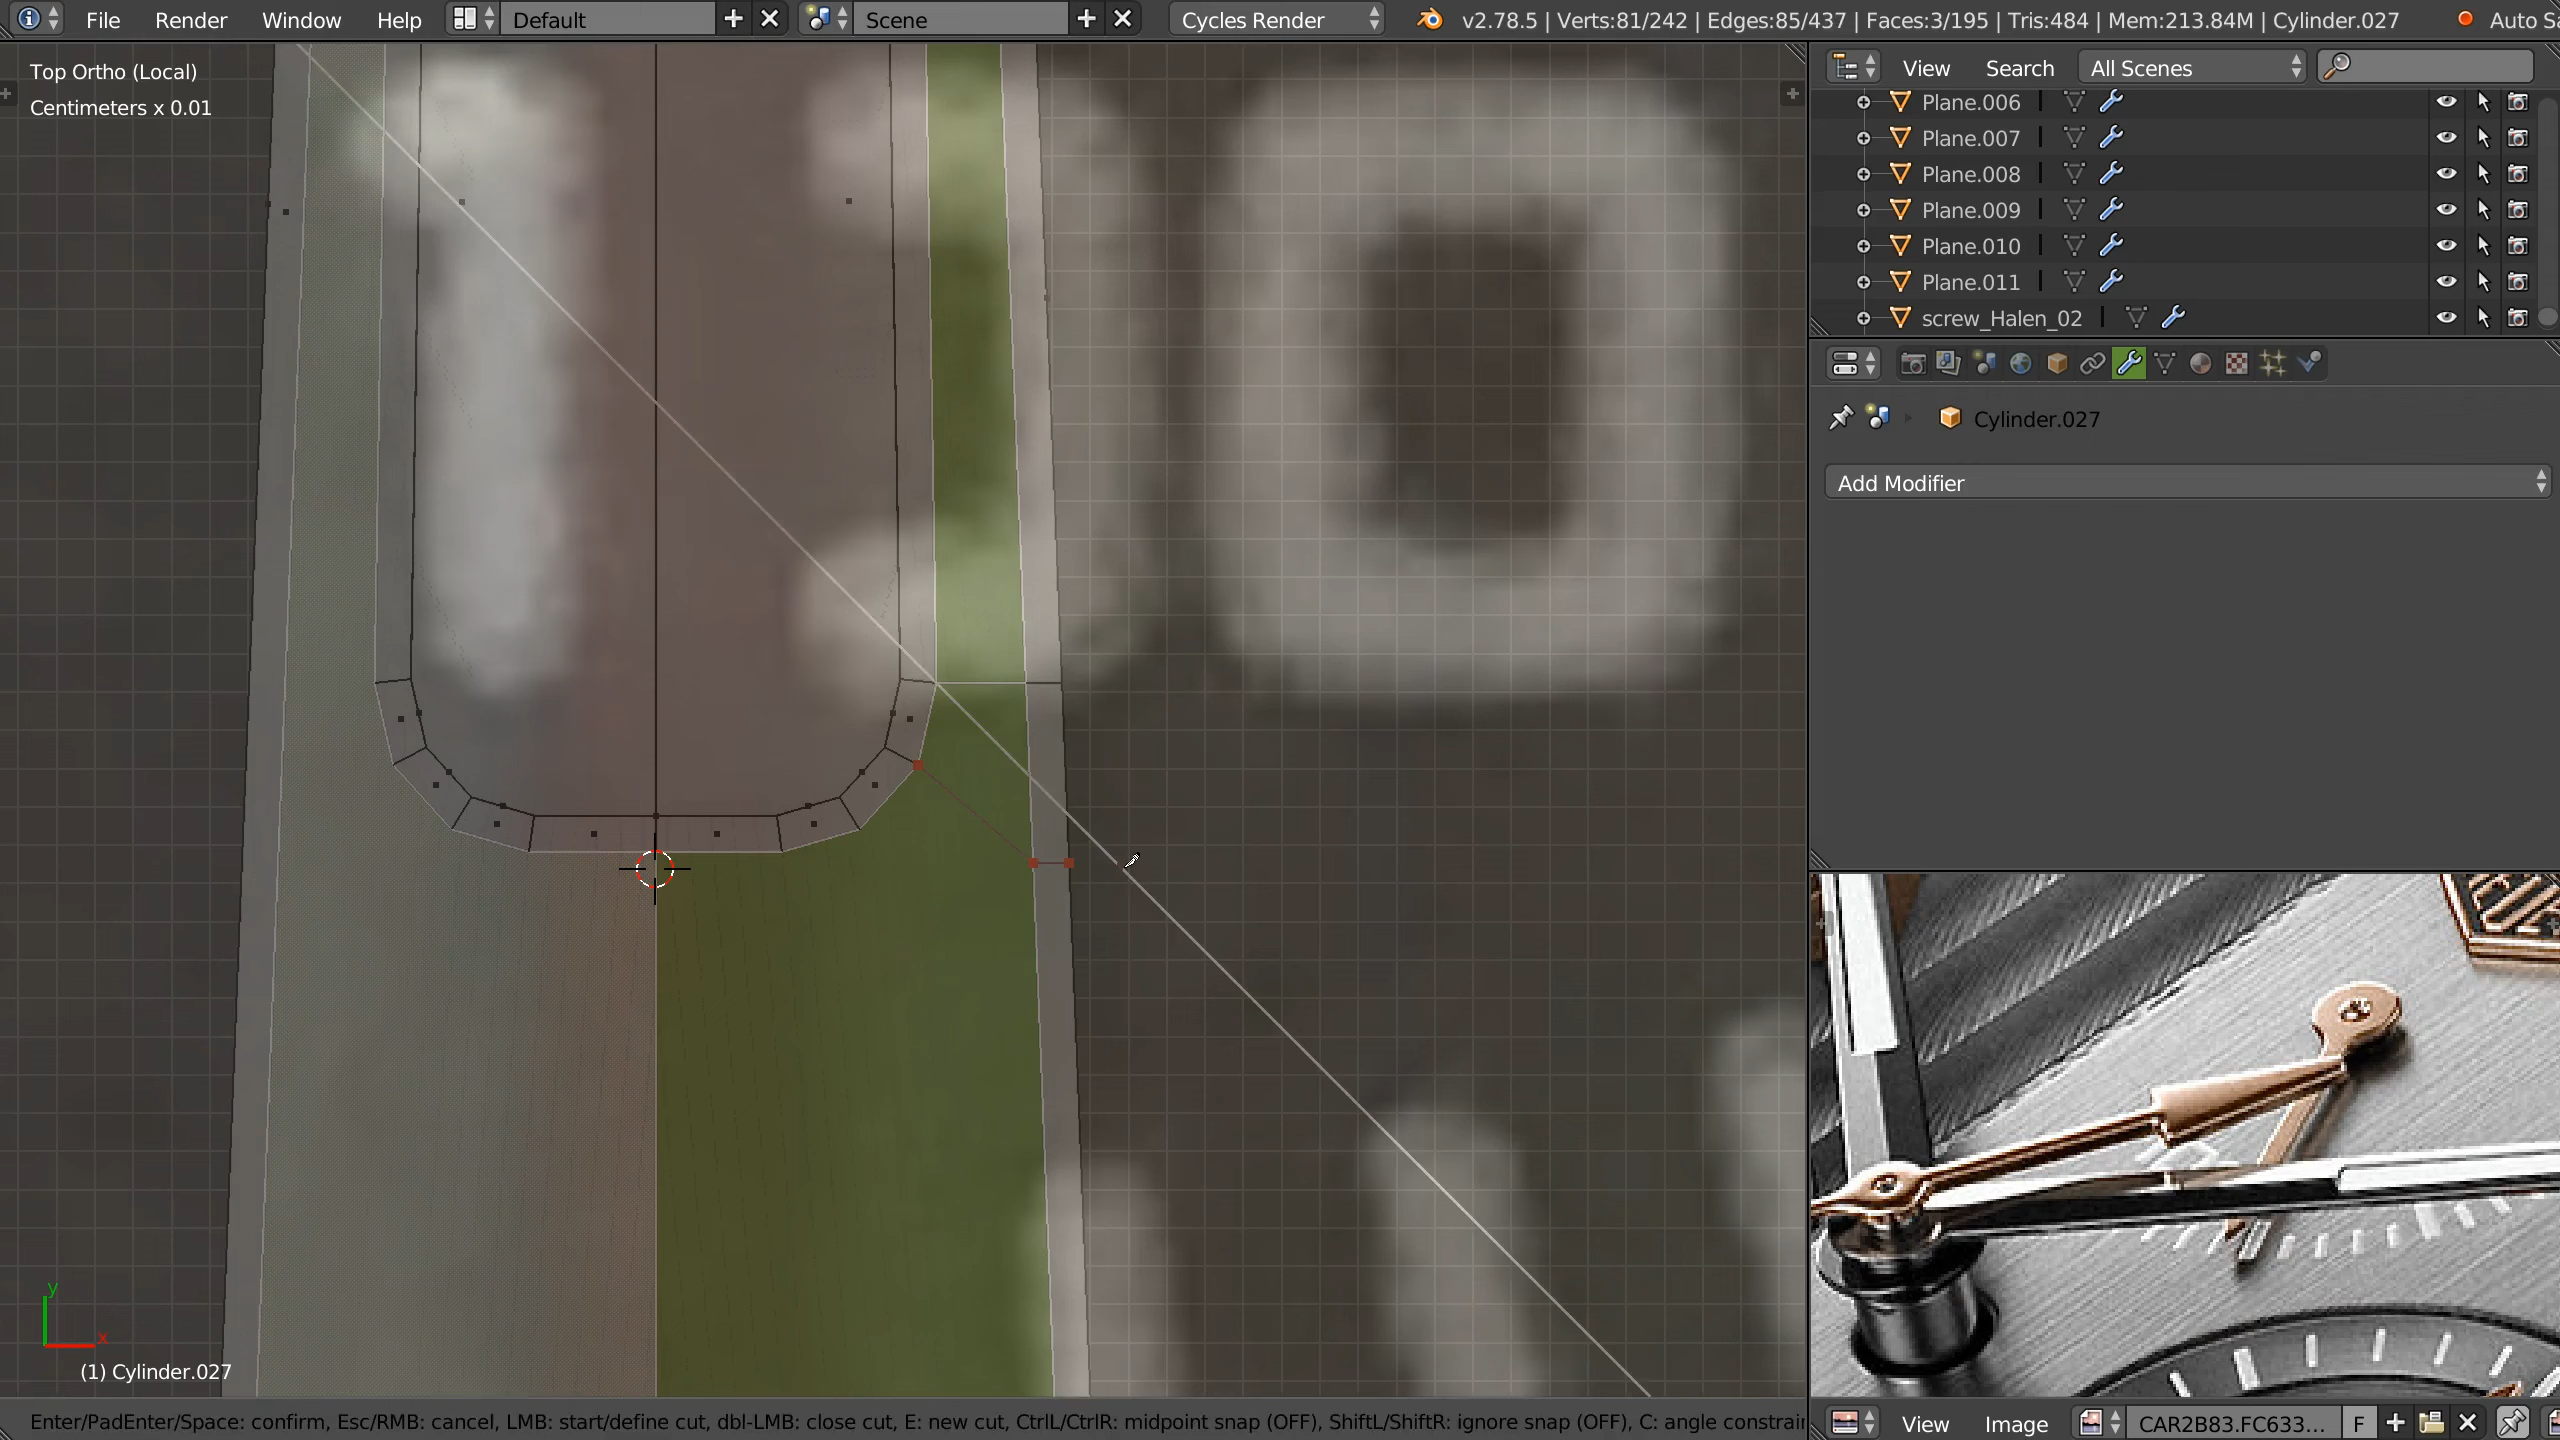 File Render Window Help Default Scene Cycles Render v2.78.5 | Verts:81/242 | Edges:85/437 | Faces:3/195 | Tris:484 | Mem:213.84M | Cylinder.027 Auto Sa
Top Ortho (Local)
Centimeters x 0.01
View Search All Scenes
Plane.006
Plane.007
Plane.008
Plane.009
Plane.010
Plane.011
screw_Halen_02
Cylinder.027
Add Modifier
y
x
(1) Cylinder.027
Enter/PadEnter/Space: confirm, Esc/RMB: cancel, LMB: start/define cut, dbl-LMB: close cut, E: new cut, CtrlL/CtrlR: midpoint snap (OFF), ShiftL/ShiftR: ignore snap (OFF), C: angle constrain
View Image CAR2B83.FC633... F